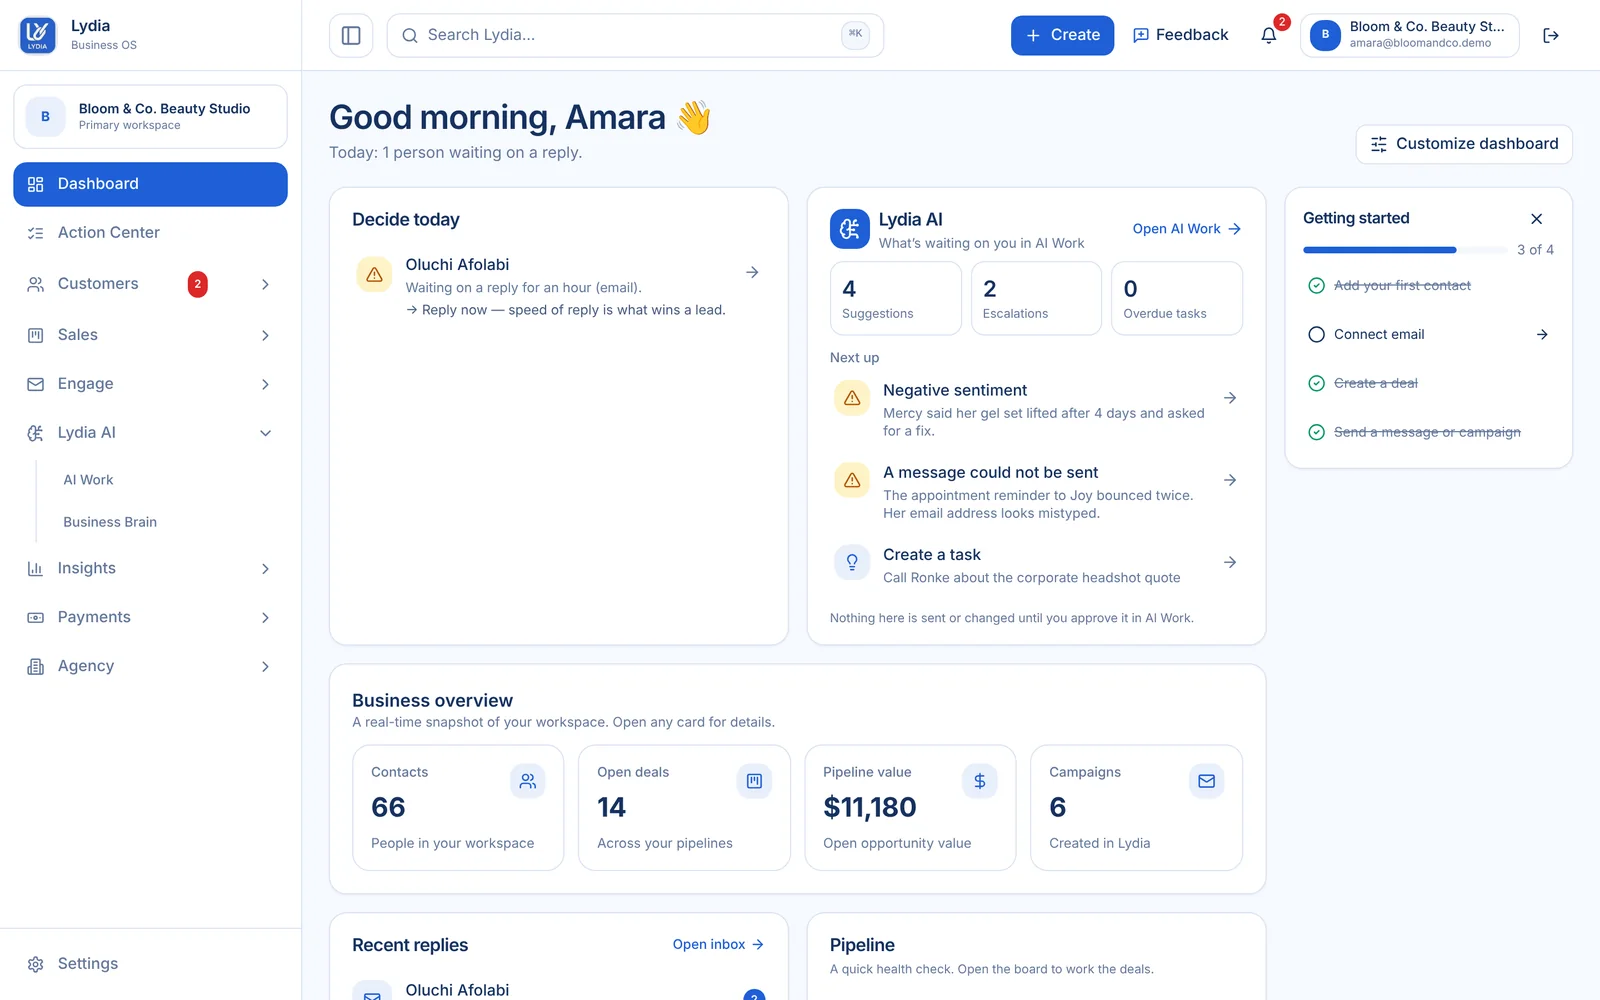 LYDIA
Lydia
Business OS
Search Lydia...
⌘K
Create
Feedback
2
B
Bloom & Co. Beauty St...
amara@bloomandco.demo
B
Bloom & Co. Beauty Studio
Primary workspace
Dashboard
Action Center
Customers
2
Sales
Engage
Lydia AI
AI Work
Business Brain
Insights
Payments
Agency
Settings
Good morning, Amara 👋
Today: 1 person waiting on a reply.
Customize dashboard
Decide today
Oluchi Afolabi
Waiting on a reply for an hour (email).
→ Reply now — speed of reply is what wins a lead.
Lydia AI
What's waiting on you in AI Work
Open AI Work →
4
Suggestions
2
Escalations
0
Overdue tasks
Next up
Negative sentiment
Mercy said her gel set lifted after 4 days and asked
for a fix.
A message could not be sent
The appointment reminder to Joy bounced twice.
Her email address looks mistyped.
Create a task
Call Ronke about the corporate headshot quote
Nothing here is sent or changed until you approve it in AI Work.
Getting started
3 of 4
Add your first contact
Connect email
Create a deal
Send a message or campaign
Business overview
A real-time snapshot of your workspace. Open any card for details.
Contacts
66
People in your workspace
Open deals
14
Across your pipelines
Pipeline value
$11,180
Open opportunity value
Campaigns
6
Created in Lydia
Recent replies
Open inbox →
Oluchi Afolabi
2
Pipeline
A quick health check. Open the board to work the deals.